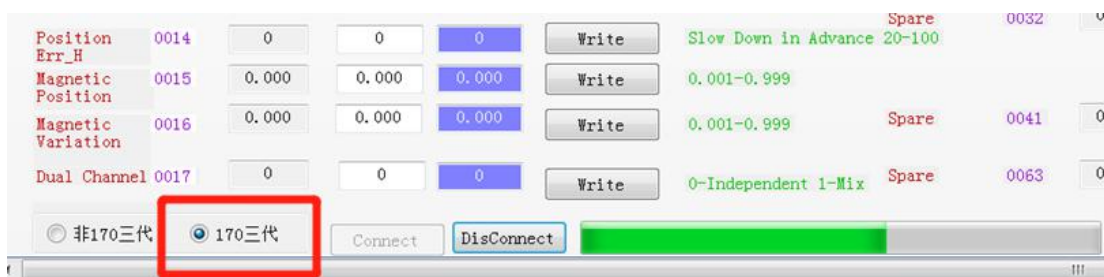 Spare 0032
Position Err_H 0014 0 0 0 Write Slow Down in Advance 20-100
Magnetic Position 0015 0.000 0.000 0.000 Write 0.001-0.999
Magnetic Variation 0016 0.000 0.000 0.000 Write 0.001-0.999 Spare 0041 0
Dual Channel 0017 0 0 0 Write 0-Independent 1-Mix Spare 0063 0
非170三代 170三代 Connect DisConnect